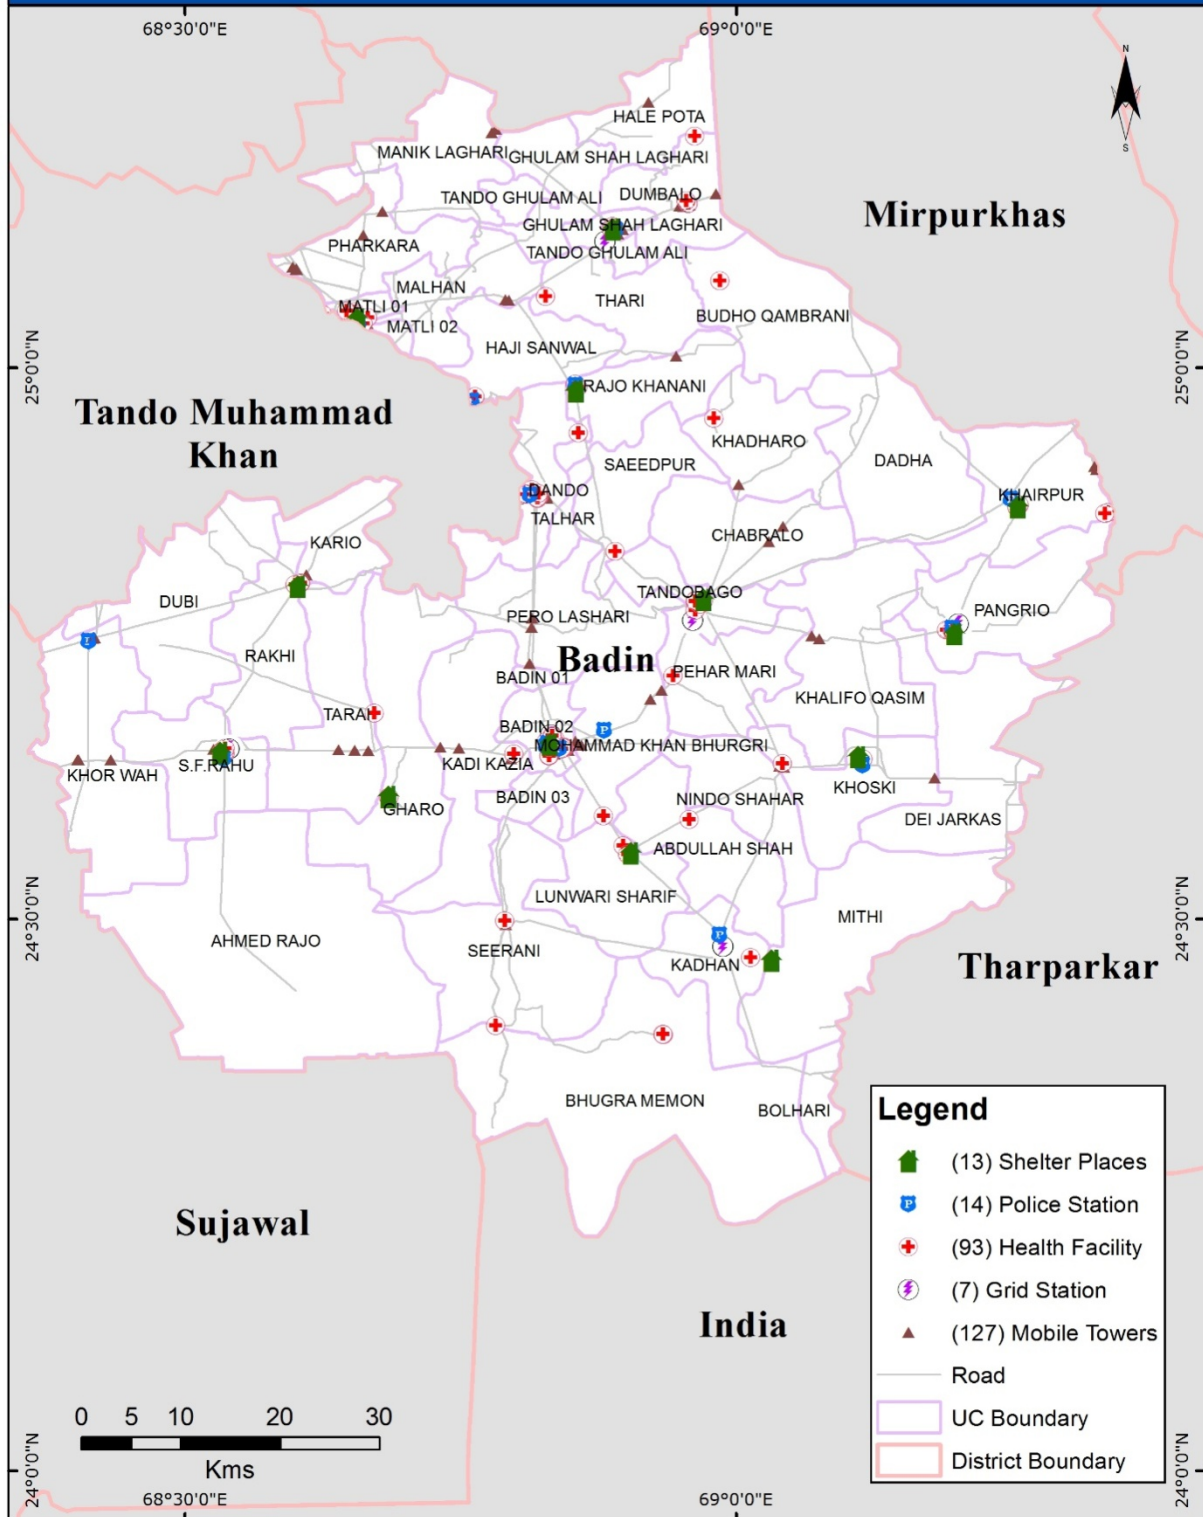 68°30'0"E
69°0'0"E
N
S
HALE POTA
MANIK LAGHARI
GHULAM SHAH LAGHARI
TANDO GHULAM ALI
DUMBALO
Mirpurkhas
GHULAM SHAH LAGHARI
PHARKARA
TANDO GHULAM ALI
MALHAN
THARI
MATLI 01
BUDHO QAMBRANI
MATLI 02
HAJI SANWAL
25°0'0"N
25°0'0"N
RAJO KHANANI
Tando Muhammad
Khan
KHADHARO
SAEEDPUR
DADHA
DANDO
KHAIRPUR
TALHAR
CHABRALO
KARIO
TANDOBAGO
DUBI
PERO LASHARI
PANGRIO
RAKHI
Badin
BADIN 01
PEHAR MARI
KHALIFO QASIM
TARAI
BADIN 02
MOHAMMAD KHAN BHURGRI
KHOR WAH
S.F.RAHU
KADI KAZIA
KHOSKI
BADIN 03
NINDO SHAHAR
GHARO
DEI JARKAS
ABDULLAH SHAH
LUNWARI SHARIF
MITHI
24°30'0"N
24°30'0"N
AHMED RAJO
SEERANI
KADHAN
Tharparkar
BHUGRA MEMON
BOLHARI
Sujawal
India
Legend
(13) Shelter Places
P
(14) Police Station
(93) Health Facility
(7) Grid Station
(127) Mobile Towers
Road
UC Boundary
District Boundary
0 5 10 20 30
Kms
24°0'0"N
24°0'0"N
68°30'0"E
69°0'0"E